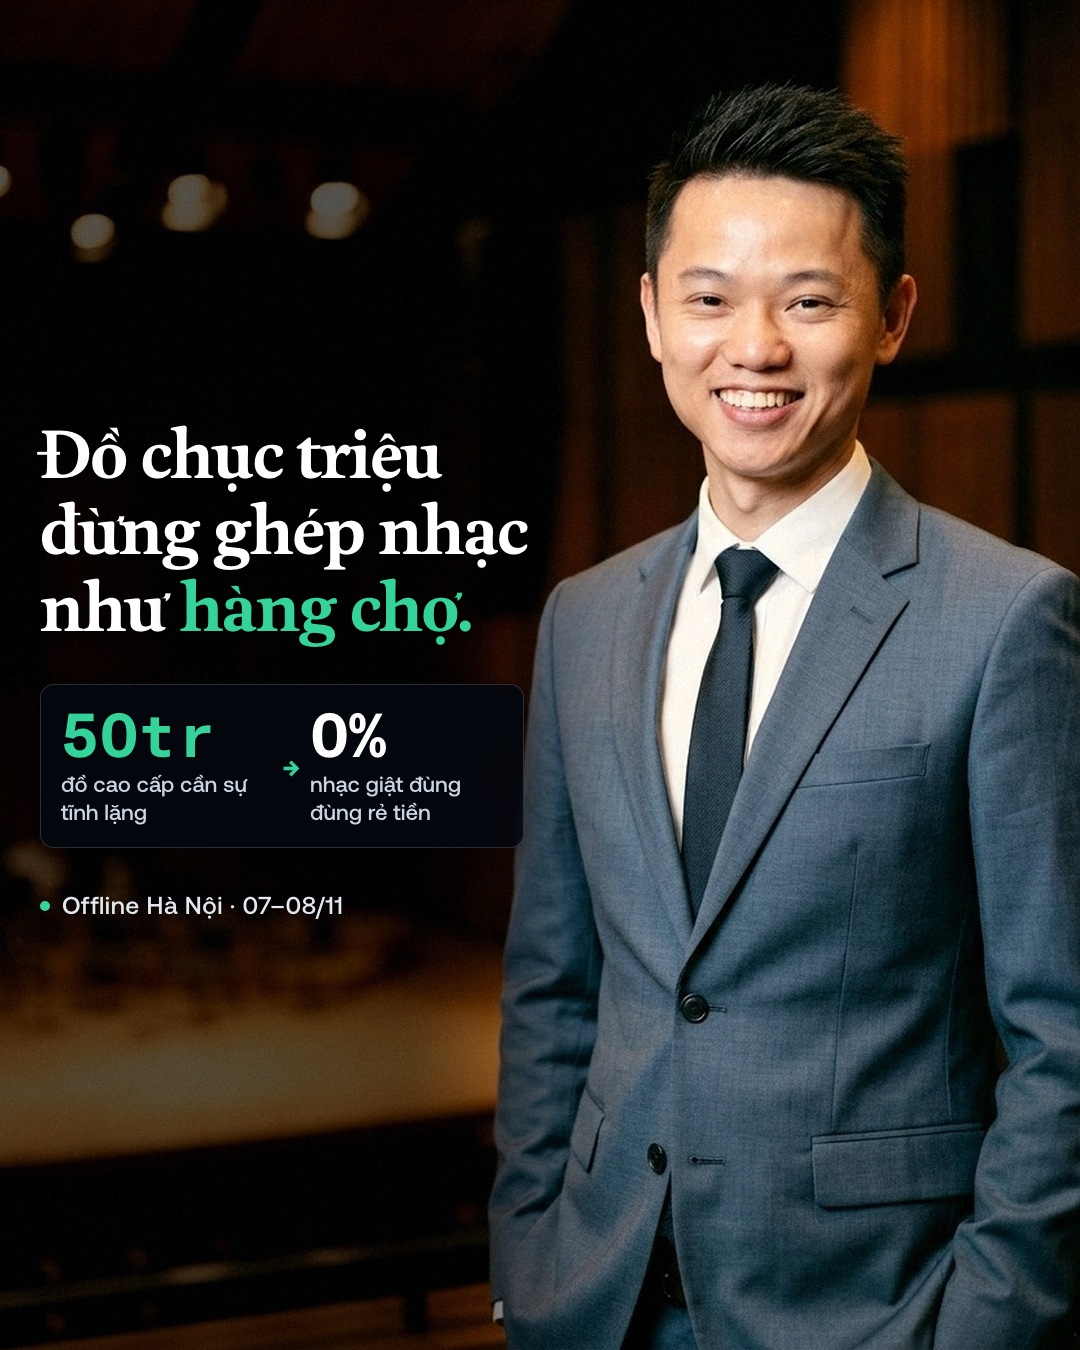 Đồ chục triệu
đừng ghép nhạc
như hàng chợ.
50tr
đồ cao cấp cần sự
tĩnh lặng
→
0%
nhạc giật đùng
đùng rẻ tiền
Offline Hà Nội · 07–08/11